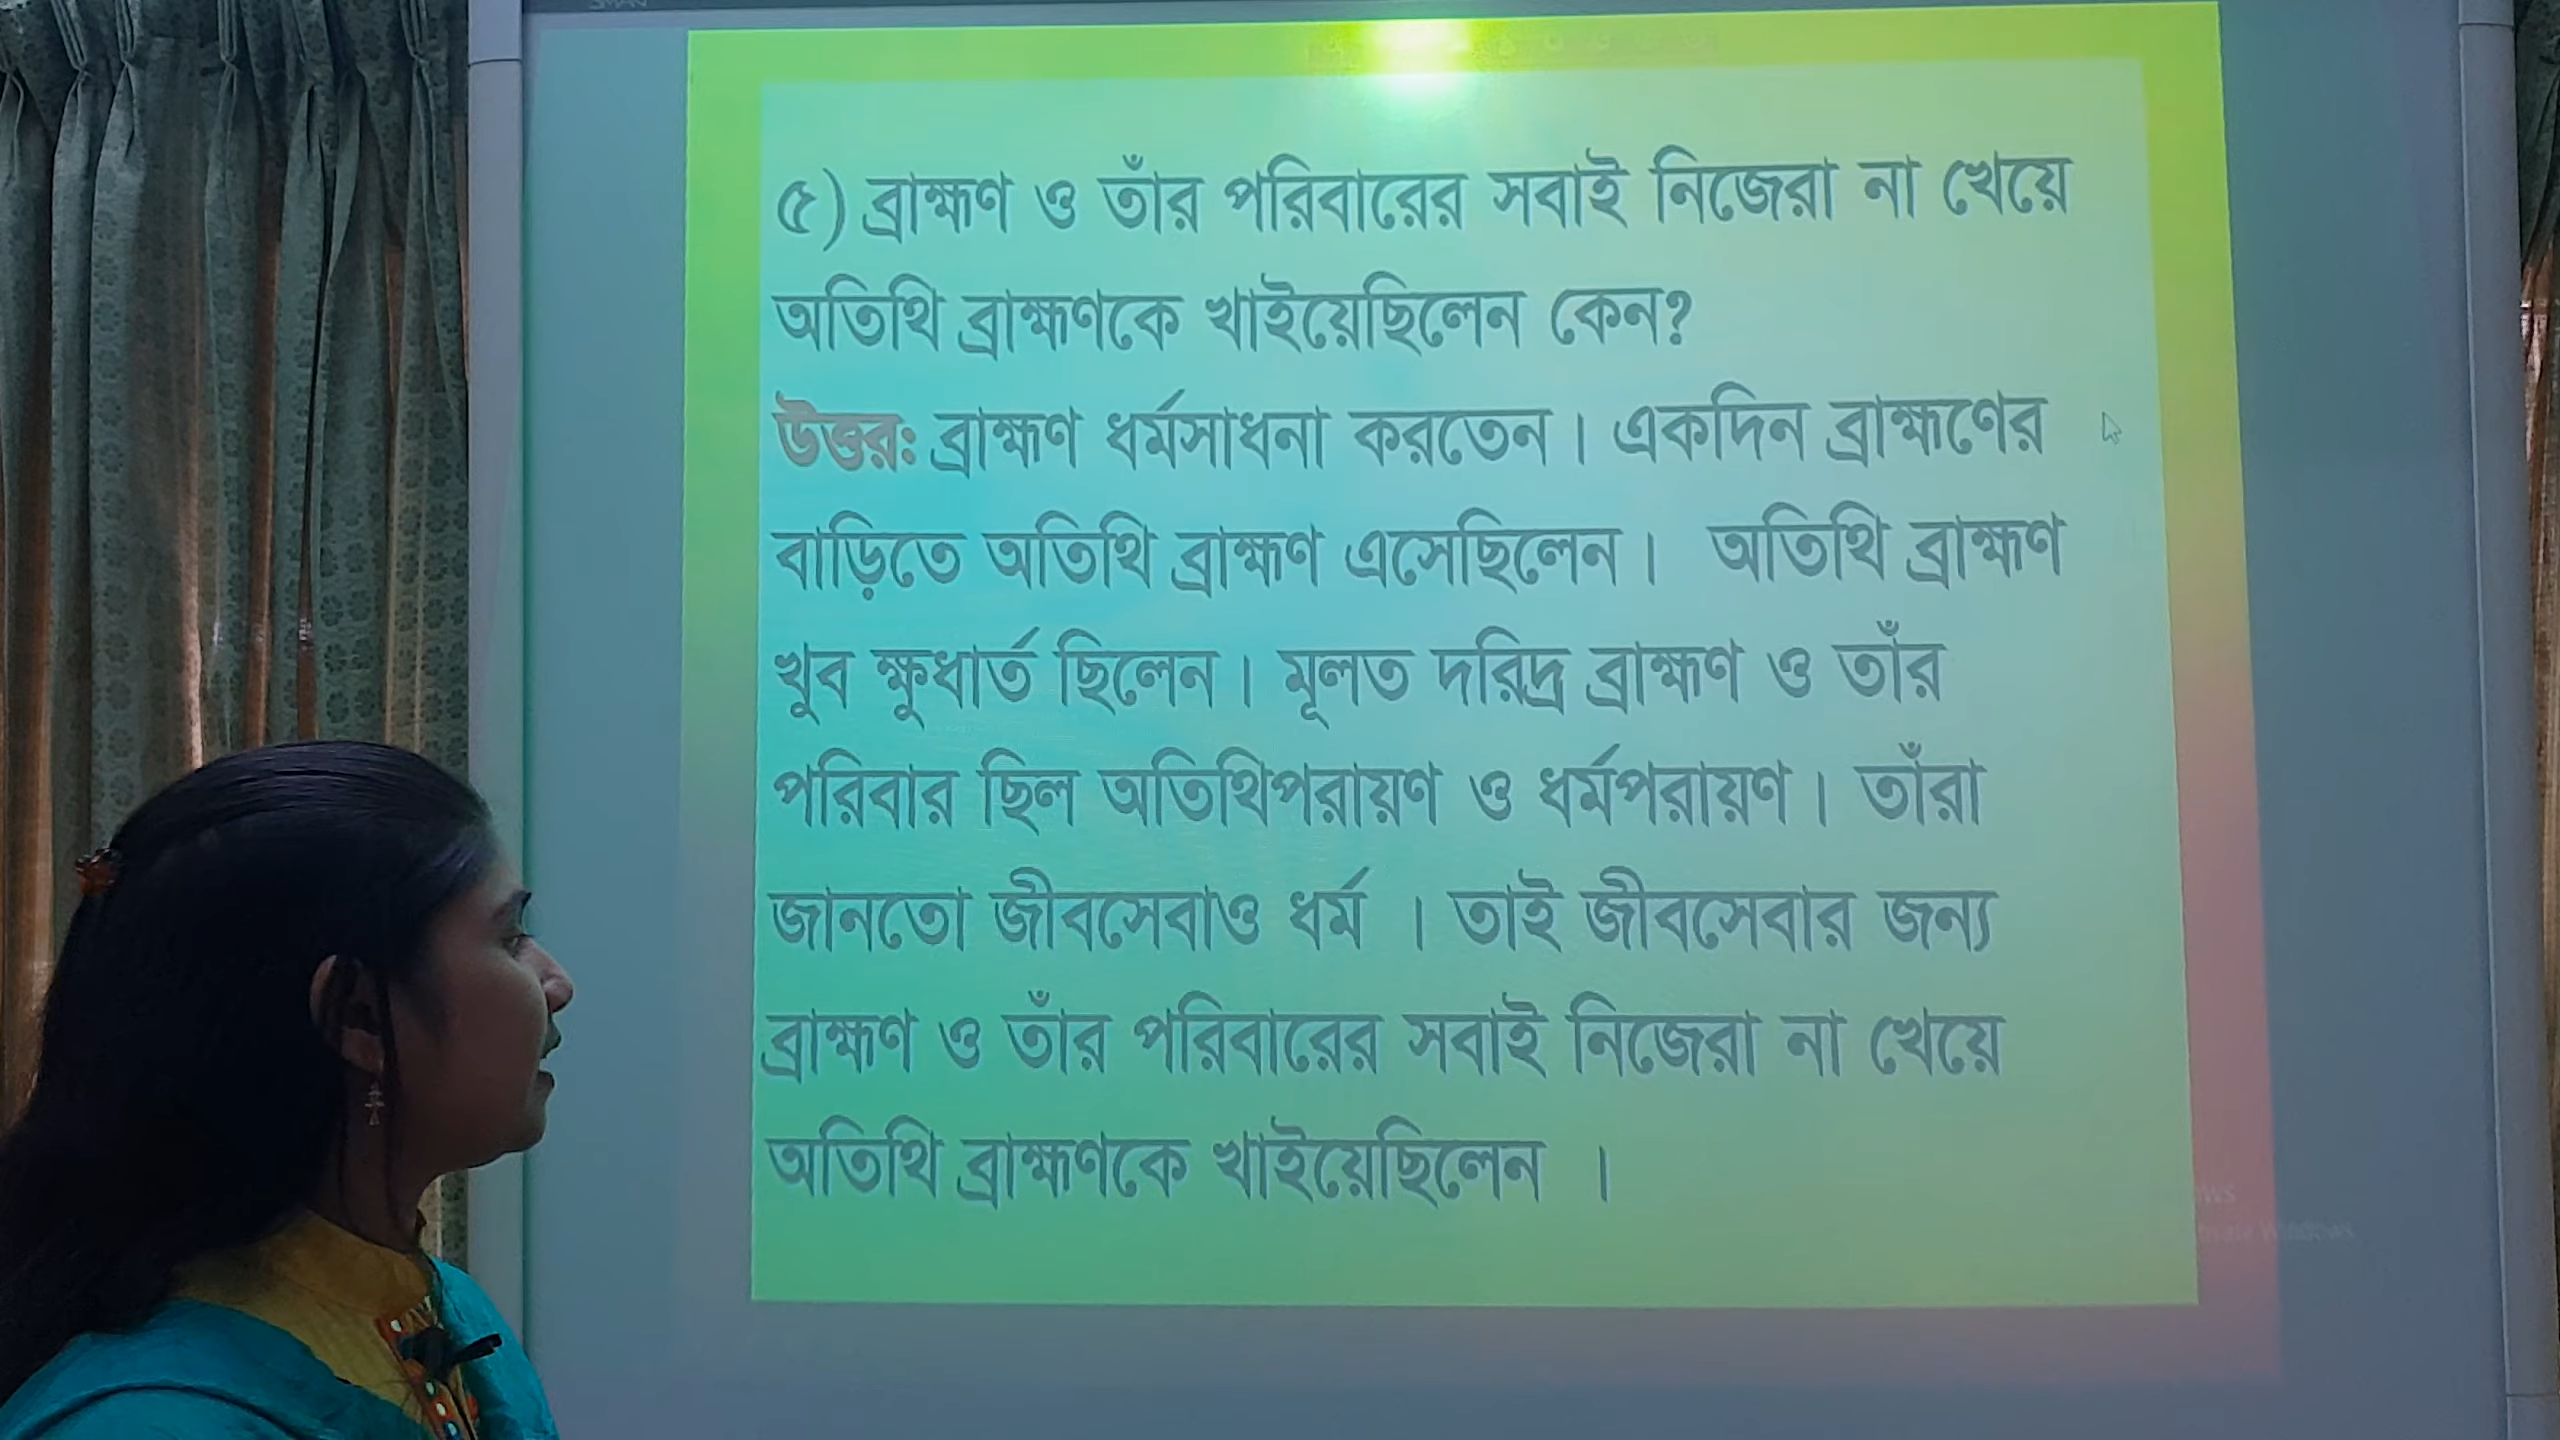 ৫) ব্রাহ্মণ ও তাঁর পরিবারের সবাই নিজেরা না খেয়ে
অতিথি ব্রাহ্মণকে খাইয়েছিলেন কেন?
উত্তরঃ ব্রাহ্মণ ধর্মসাধনা করতেন। একদিন ব্রাহ্মণের
বাড়িতে অতিথি ব্রাহ্মণ এসেছিলেন। অতিথি ব্রাহ্মণ
খুব ক্ষুধার্ত ছিলেন। মূলত দরিদ্র ব্রাহ্মণ ও তাঁর
পরিবার ছিল অতিথিপরায়ণ ও ধর্মপরায়ণ। তাঁরা
জানতো জীবসেবাও ধর্ম । তাই জীবসেবার জন্য
ব্রাহ্মণ ও তাঁর পরিবারের সবাই নিজেরা না খেয়ে
অতিথি ব্রাহ্মণকে খাইয়েছিলেন ।
Windows